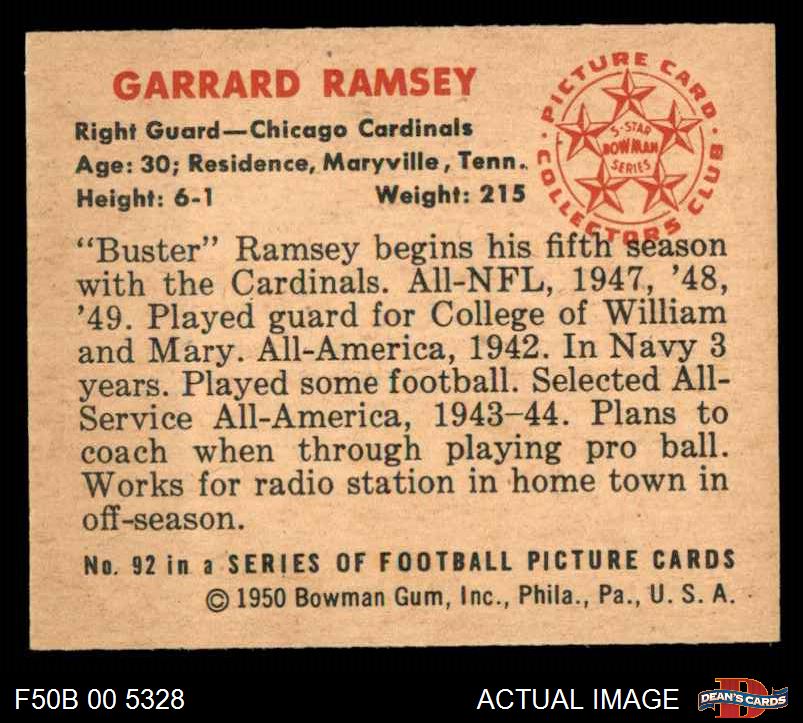 GARRARD RAMSEY
Right Guard—Chicago Cardinals
Age: 30; Residence, Maryville, Tenn.
Height: 6-1 Weight: 215
PICTURE CARD
COLLECTORS CLUB
5-STAR
BOWMAN
SERIES
“Buster” Ramsey begins his fifth season
with the Cardinals. All-NFL, 1947, ’48,
’49. Played guard for College of William
and Mary. All-America, 1942. In Navy 3
years. Played some football. Selected All-
Service All-America, 1943–44. Plans to
coach when through playing pro ball.
Works for radio station in home town in
off-season.
No. 92 in a SERIES OF FOOTBALL PICTURE CARDS
© 1950 Bowman Gum, Inc., Phila., Pa., U. S. A.
F50B 00 5328
ACTUAL IMAGE
D
DEAN'S CARDS